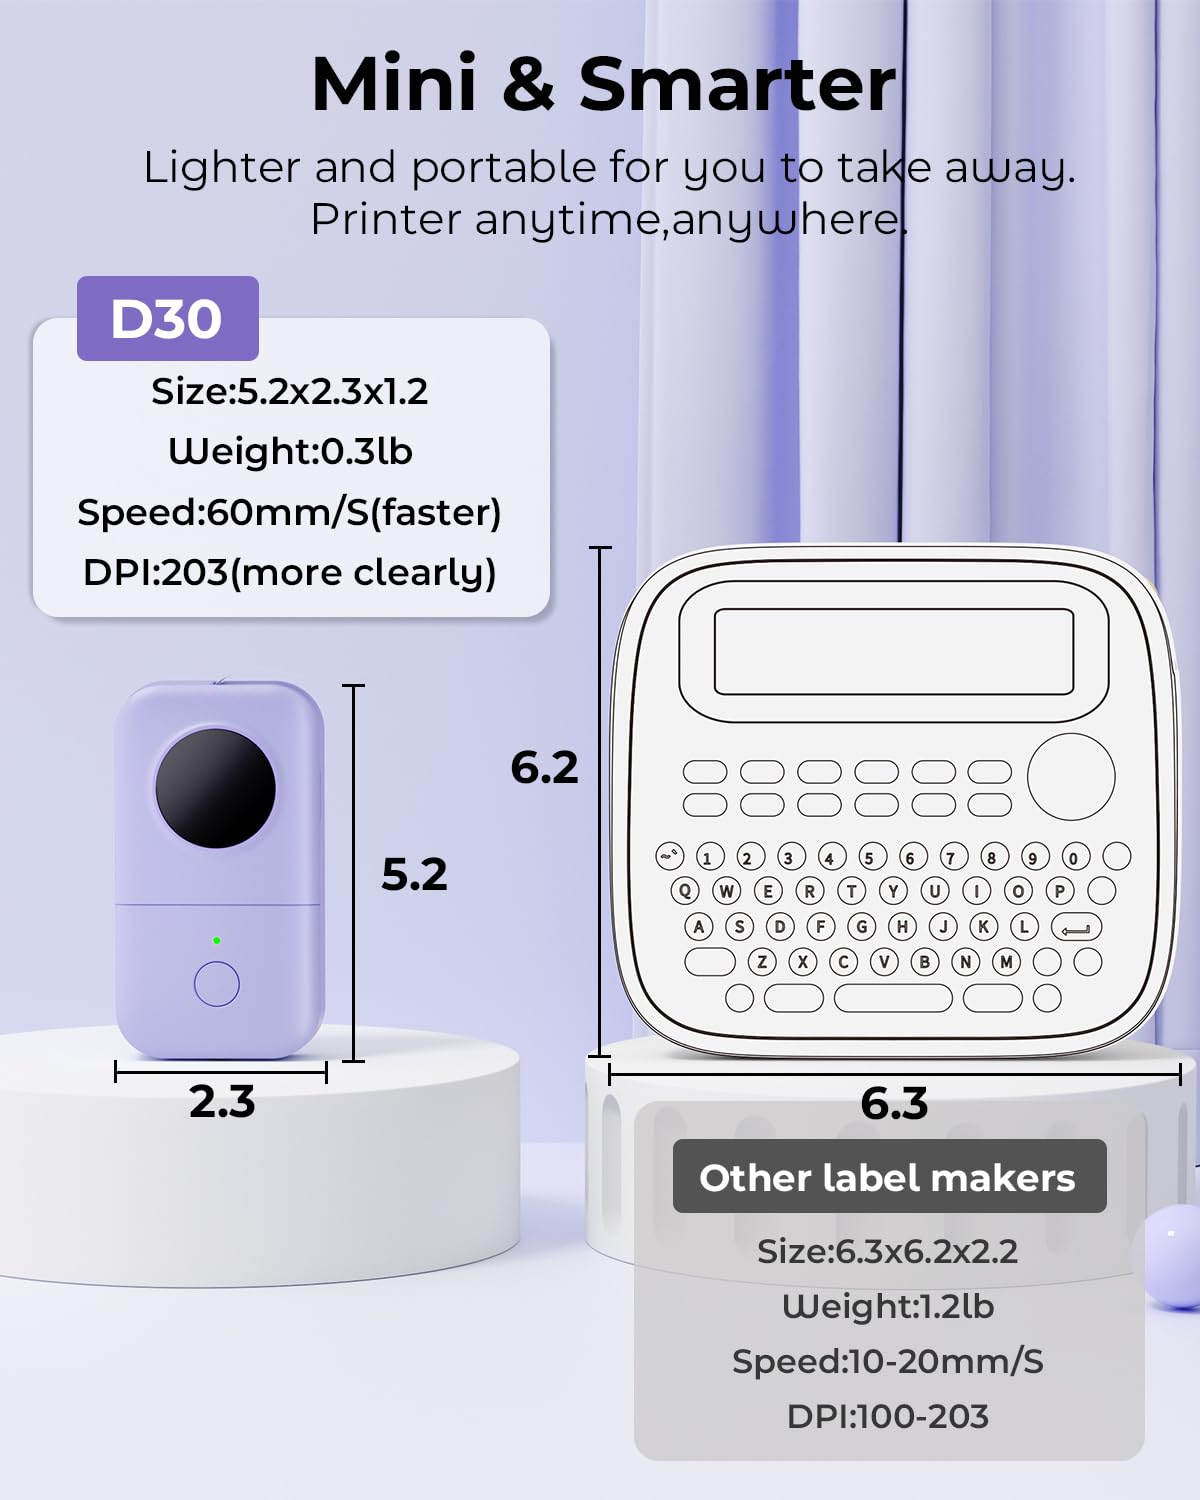 Mini & Smarter
Lighter and portable for you to take away.
Printer anytime,anywhere.
D30
Size:5.2x2.3x1.2
Weight:0.3lb
Speed:60mm/S(faster)
DPI:203(more clearly)
5.2
2.3
6.2
1 2 3 4 5 6 7 8 9 0
Q W E R T Y U I O P
A S D F G H J K L
Z X C V B N M
6.3
Other label makers
Size:6.3x6.2x2.2
Weight:1.2lb
Speed:10-20mm/S
DPI:100-203